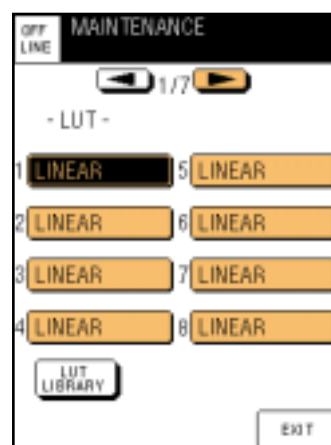 OFF LINE MAINTENANCE
1/7
- LUT -
1 LINEAR 5 LINEAR
2 LINEAR 6 LINEAR
3 LINEAR 7 LINEAR
4 LINEAR 8 LINEAR
LUT
LIBRARY
EXIT